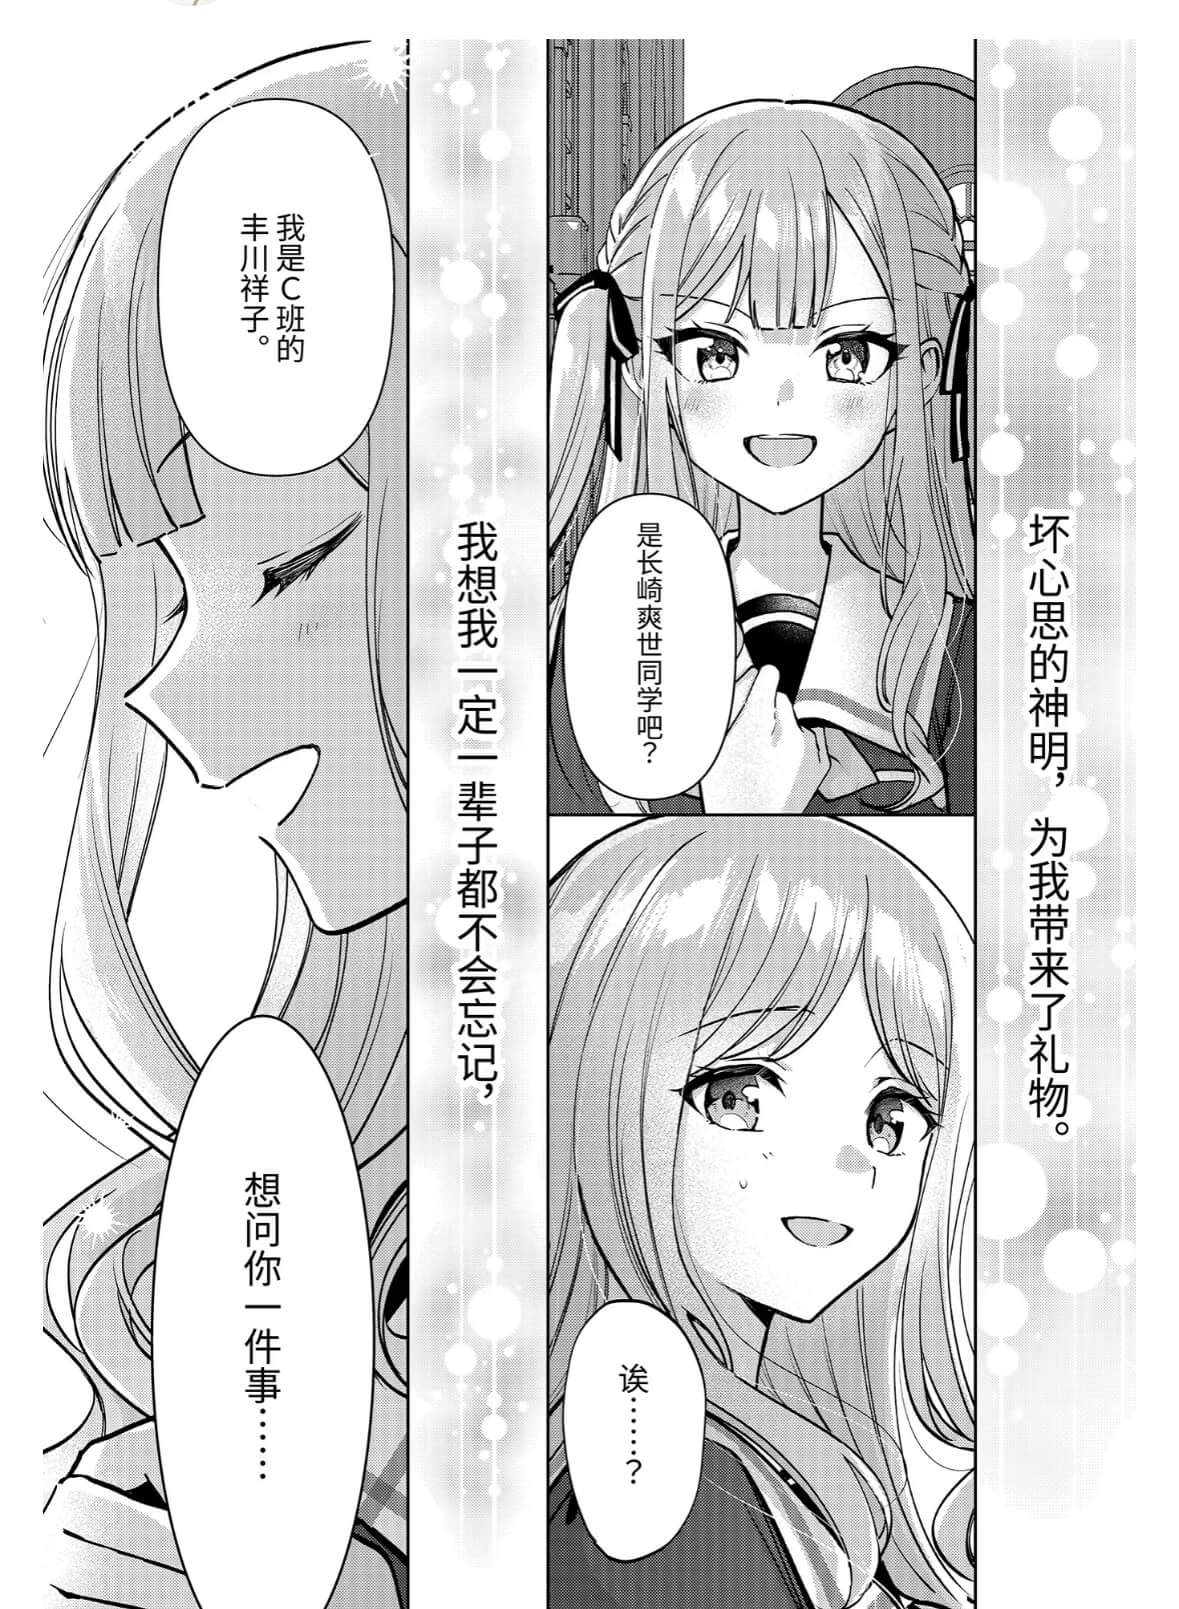 坏心思的神明，为我带来了礼物。
是长崎爽世同学吧？
诶……？
我想我一定一辈子都不会忘记，
我是C班的
丰川祥子。
想问你一件事……